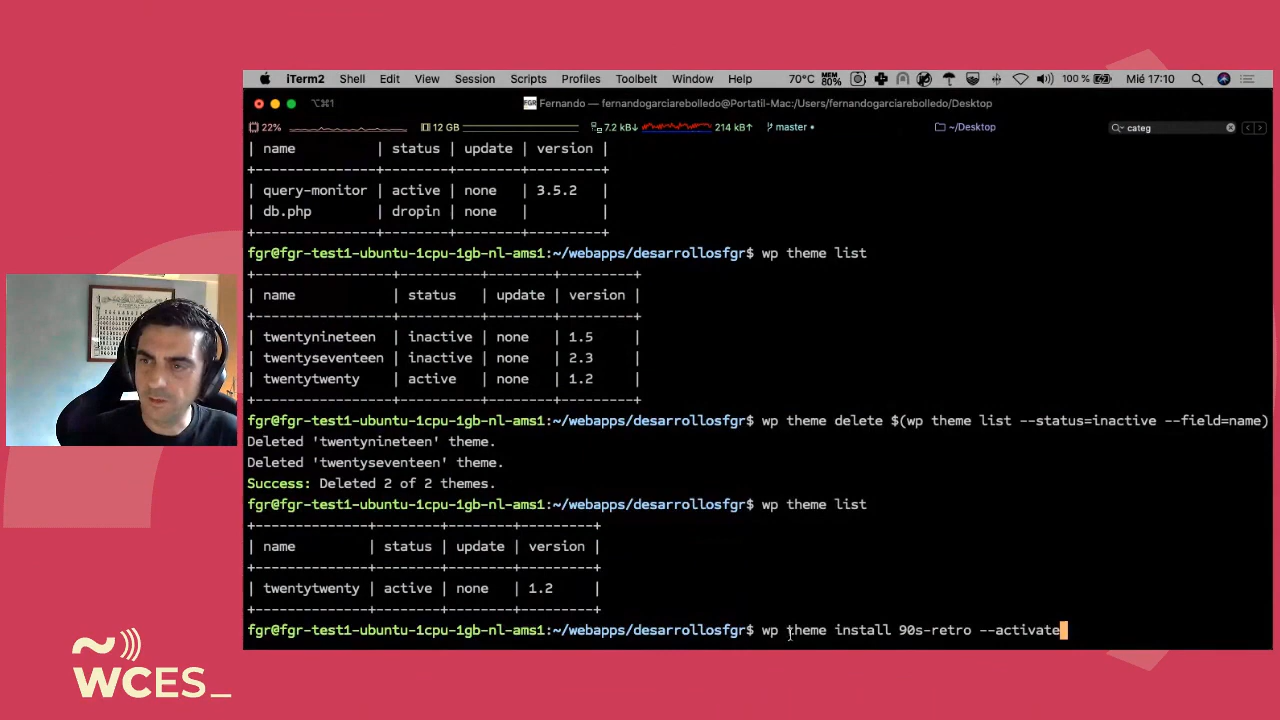 iTerm2 Shell Edit View Session Scripts Profiles Toolbelt Window Help 70°C MEM 80% 100 % Mié 17:10
⌥⌘1 FGR Fernando — fernandogarciarebolledo@Portatil-Mac:/Users/fernandogarciarebolledo/Desktop
22% 12 GB 7.2 kB↓ 214 kB↑ master • ~/Desktop categ
| name | status | update | version |
+---------------+--------+--------+---------+
| query-monitor | active | none | 3.5.2 |
| db.php | dropin | none | |
+---------------+--------+--------+---------+
fgr@fgr-test1-ubuntu-1cpu-1gb-nl-ams1:~/webapps/desarrollosfgr$ wp theme list
+-----------------+----------+--------+---------+
| name | status | update | version |
+-----------------+----------+--------+---------+
| twentynineteen | inactive | none | 1.5 |
| twentyseventeen | inactive | none | 2.3 |
| twentytwenty | active | none | 1.2 |
+-----------------+----------+--------+---------+
fgr@fgr-test1-ubuntu-1cpu-1gb-nl-ams1:~/webapps/desarrollosfgr$ wp theme delete $(wp theme list --status=inactive --field=name)
Deleted 'twentynineteen' theme.
Deleted 'twentyseventeen' theme.
Success: Deleted 2 of 2 themes.
fgr@fgr-test1-ubuntu-1cpu-1gb-nl-ams1:~/webapps/desarrollosfgr$ wp theme list
+--------------+--------+--------+---------+
| name | status | update | version |
+--------------+--------+--------+---------+
| twentytwenty | active | none | 1.2 |
+--------------+--------+--------+---------+
fgr@fgr-test1-ubuntu-1cpu-1gb-nl-ams1:~/webapps/desarrollosfgr$ wp theme install 90s-retro --activate
WCES_